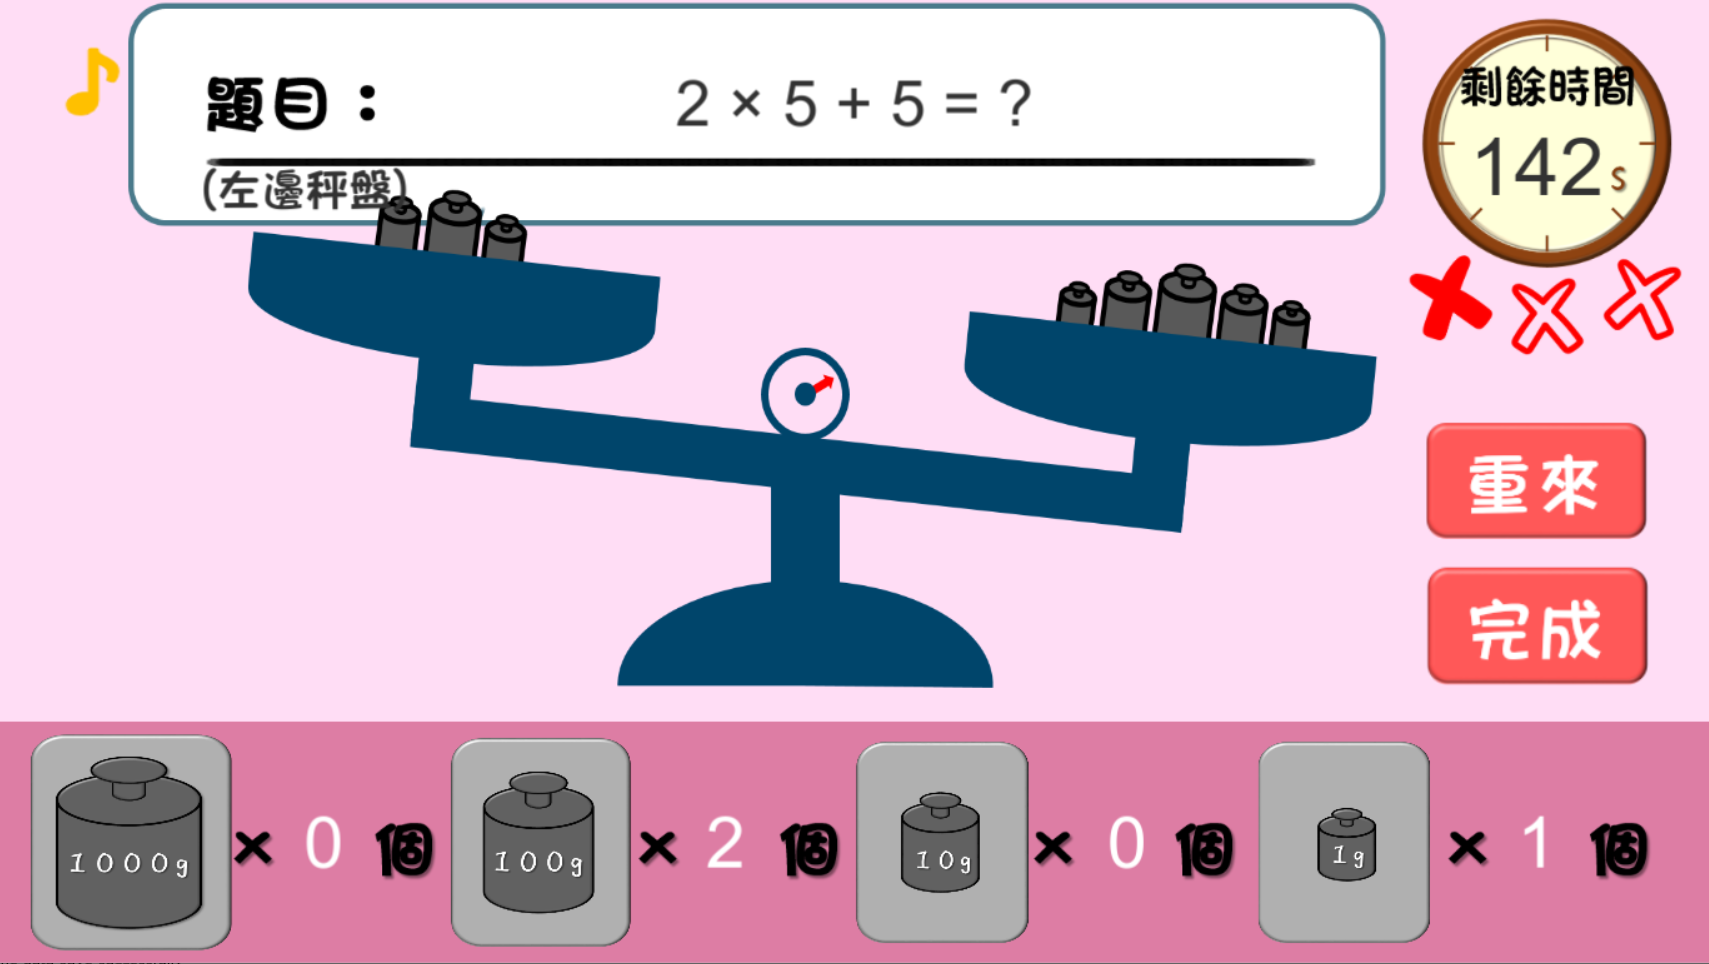 題目： 2 × 5 + 5 = ?
(左邊秤盤)
剩餘時間
142 s
重來
完成
1000g × 0 個 100g × 2 個 10g × 0 個 1g × 1 個